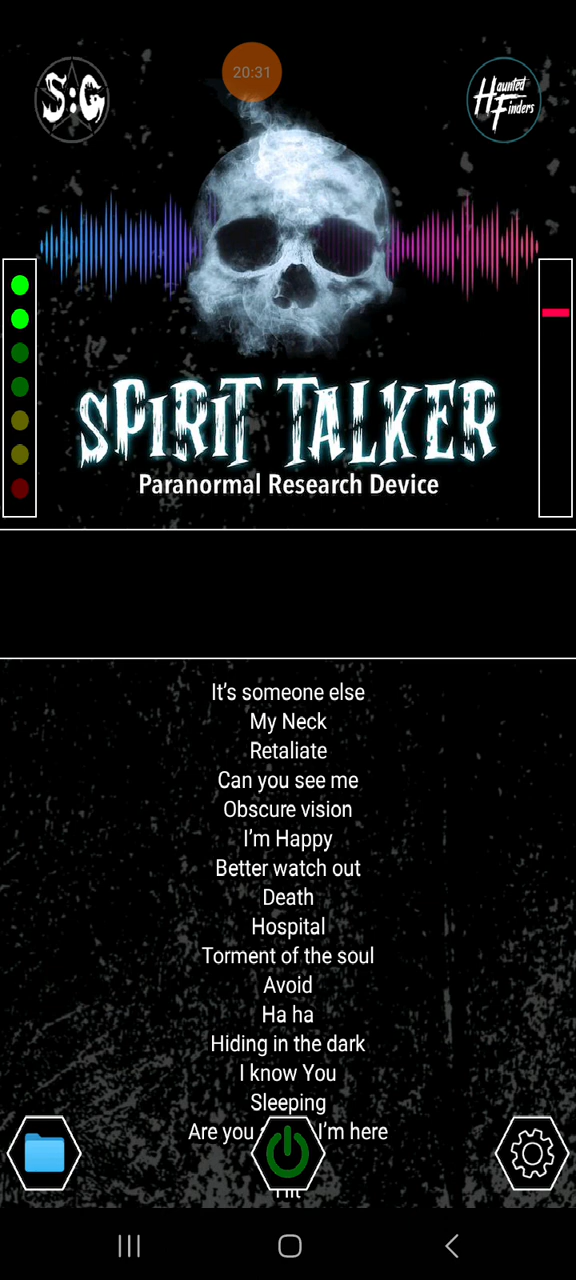 20:31
S:G
Haunted
Finders
SPIRIT TALKER
Paranormal Research Device
It's someone else
My Neck
Retaliate
Can you see me
Obscure vision
I'm Happy
Better watch out
Death
Hospital
Torment of the soul
Avoid
Ha ha
Hiding in the dark
I know You
Sleeping
Are you I'm here